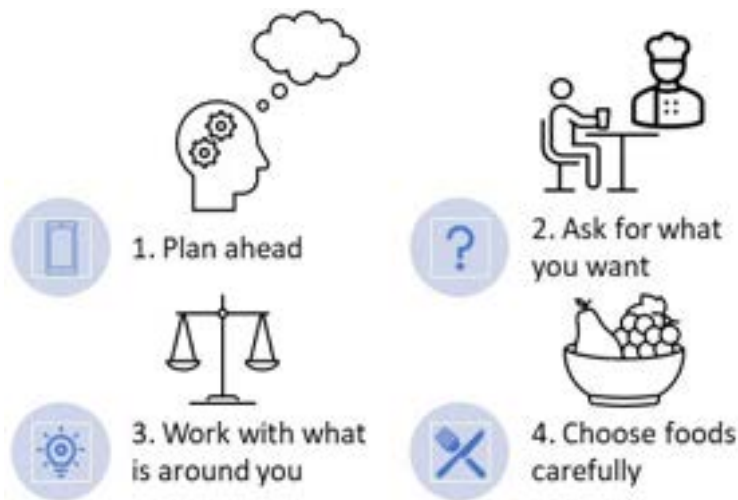 1. Plan ahead
2. Ask for what
you want
3. Work with what
is around you
4. Choose foods
carefully